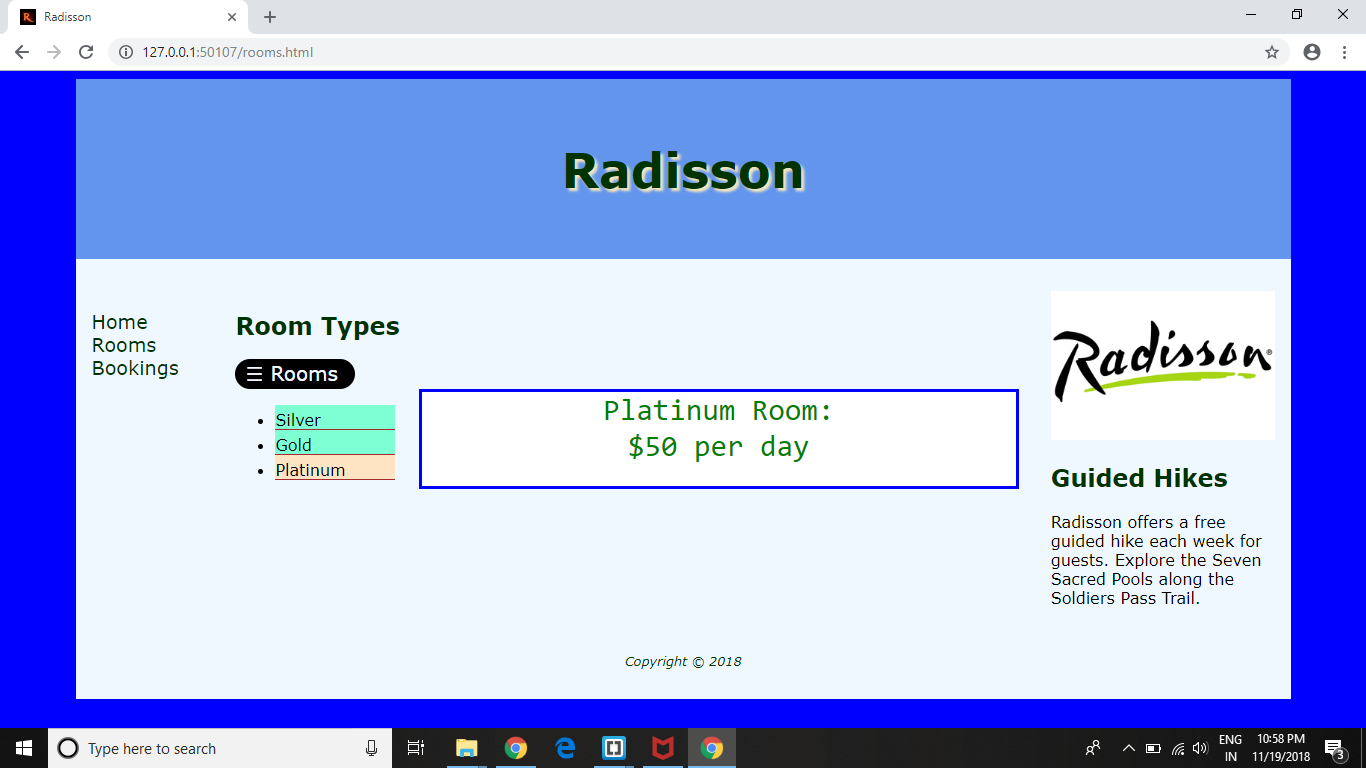 Radisson
127.0.0.1:50107/rooms.html
Radisson
Home
Rooms
Bookings
Room Types
☰ Rooms
• Silver
• Gold
• Platinum
Platinum Room:
$50 per day
Radisson®
Guided Hikes
Radisson offers a free
guided hike each week for
guests. Explore the Seven
Sacred Pools along the
Soldiers Pass Trail.
Copyright © 2018
Type here to search
ENG
IN
10:58 PM
11/19/2018
3